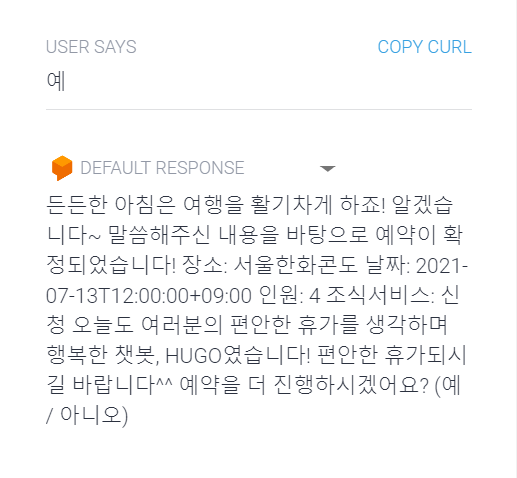 USER SAYS COPY CURL
예
DEFAULT RESPONSE
든든한 아침은 여행을 활기차게 하죠! 알겠습
니다~ 말씀해주신 내용을 바탕으로 예약이 확
정되었습니다! 장소: 서울한화콘도 날짜: 2021-
07-13T12:00:00+09:00 인원: 4 조식서비스: 신
청 오늘도 여러분의 편안한 휴가를 생각하며
행복한 챗봇, HUGO였습니다! 편안한 휴가되시
길 바랍니다^^ 예약을 더 진행하시겠어요? (예
/ 아니오)